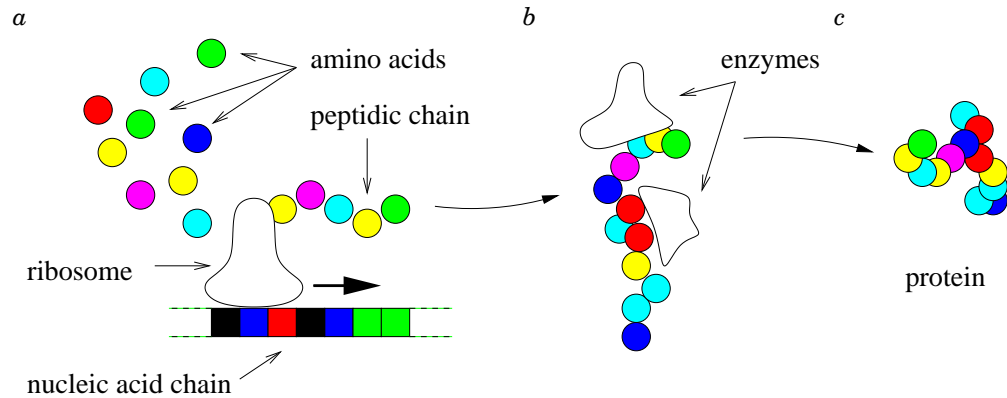 a
b
c
amino acids
enzymes
peptidic chain
ribosome
protein
nucleic acid chain